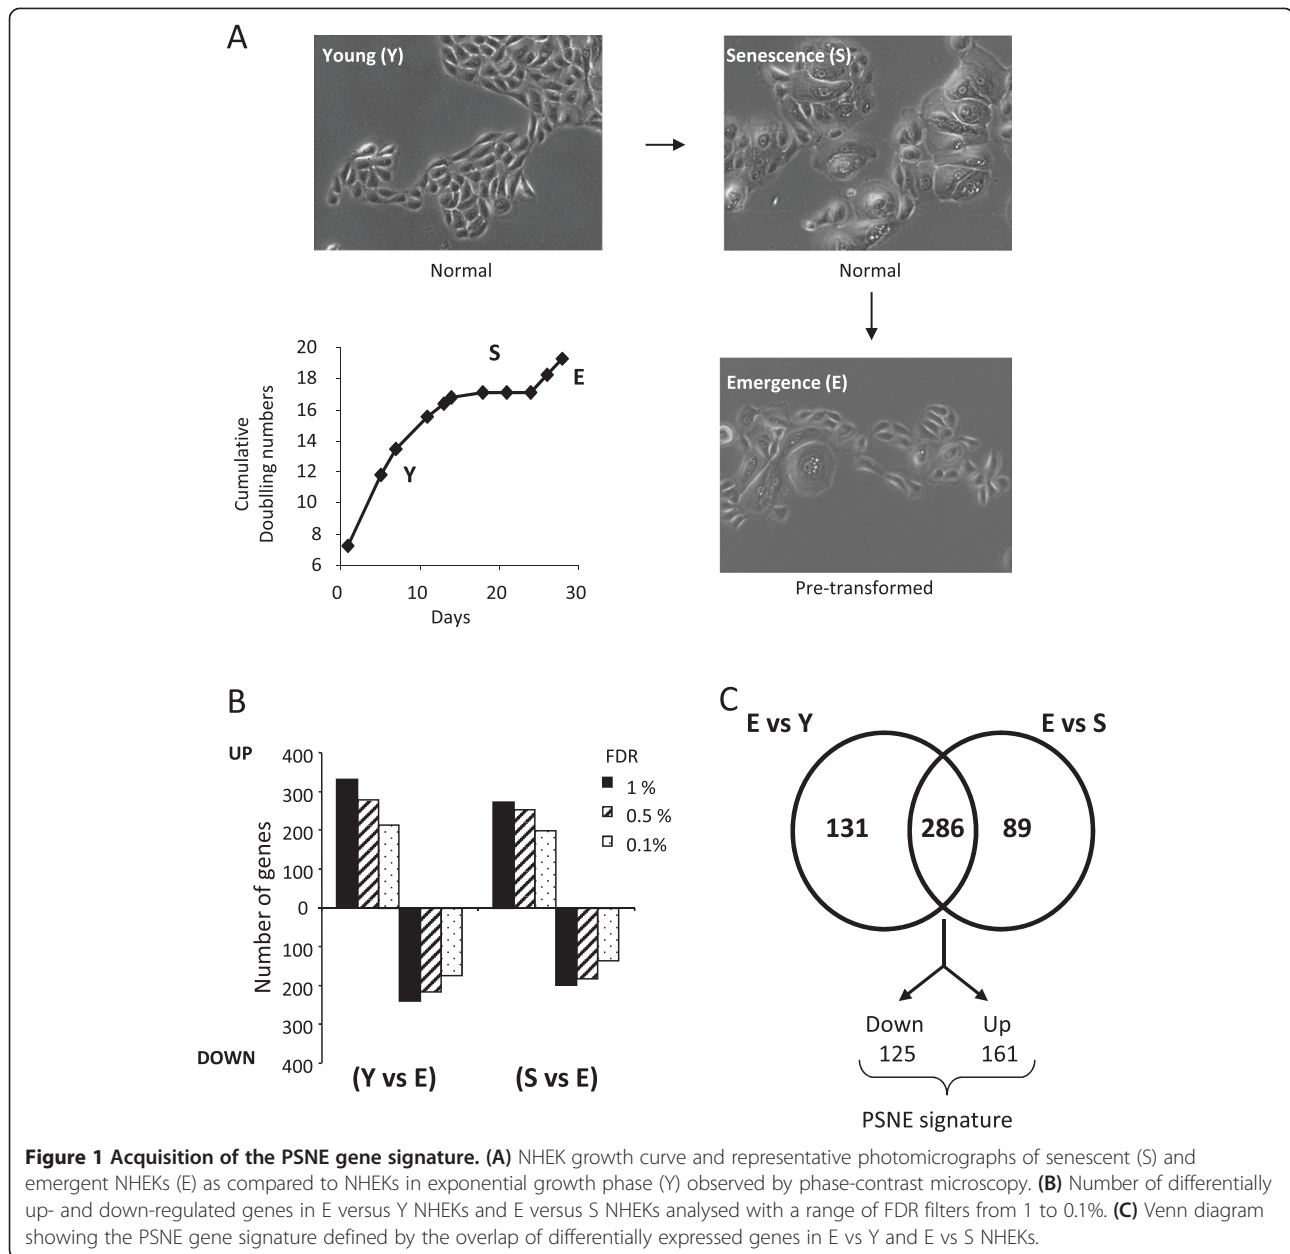 A
Young (Y)
Senescence (S)
Normal
Normal
20
18
16
14
12
10
8
6
Cumulative
Doublling numbers
S
E
Y
0
10
20
30
Days
Emergence (E)
Pre-transformed
B
UP
400
300
200
100
0
100
200
300
400
DOWN
Number of genes
FDR
1 %
0.5 %
0.1%
(Y vs E)
(S vs E)
C
E vs Y
E vs S
131
286
89
Down
Up
125
161
PSNE signature
Figure 1 Acquisition of the PSNE gene signature. (A) NHEK growth curve and representative photomicrographs of senescent (S) and
emergent NHEKs (E) as compared to NHEKs in exponential growth phase (Y) observed by phase-contrast microscopy. (B) Number of differentially
up- and down-regulated genes in E versus Y NHEKs and E versus S NHEKs analysed with a range of FDR filters from 1 to 0.1%. (C) Venn diagram
showing the PSNE gene signature defined by the overlap of differentially expressed genes in E vs Y and E vs S NHEKs.